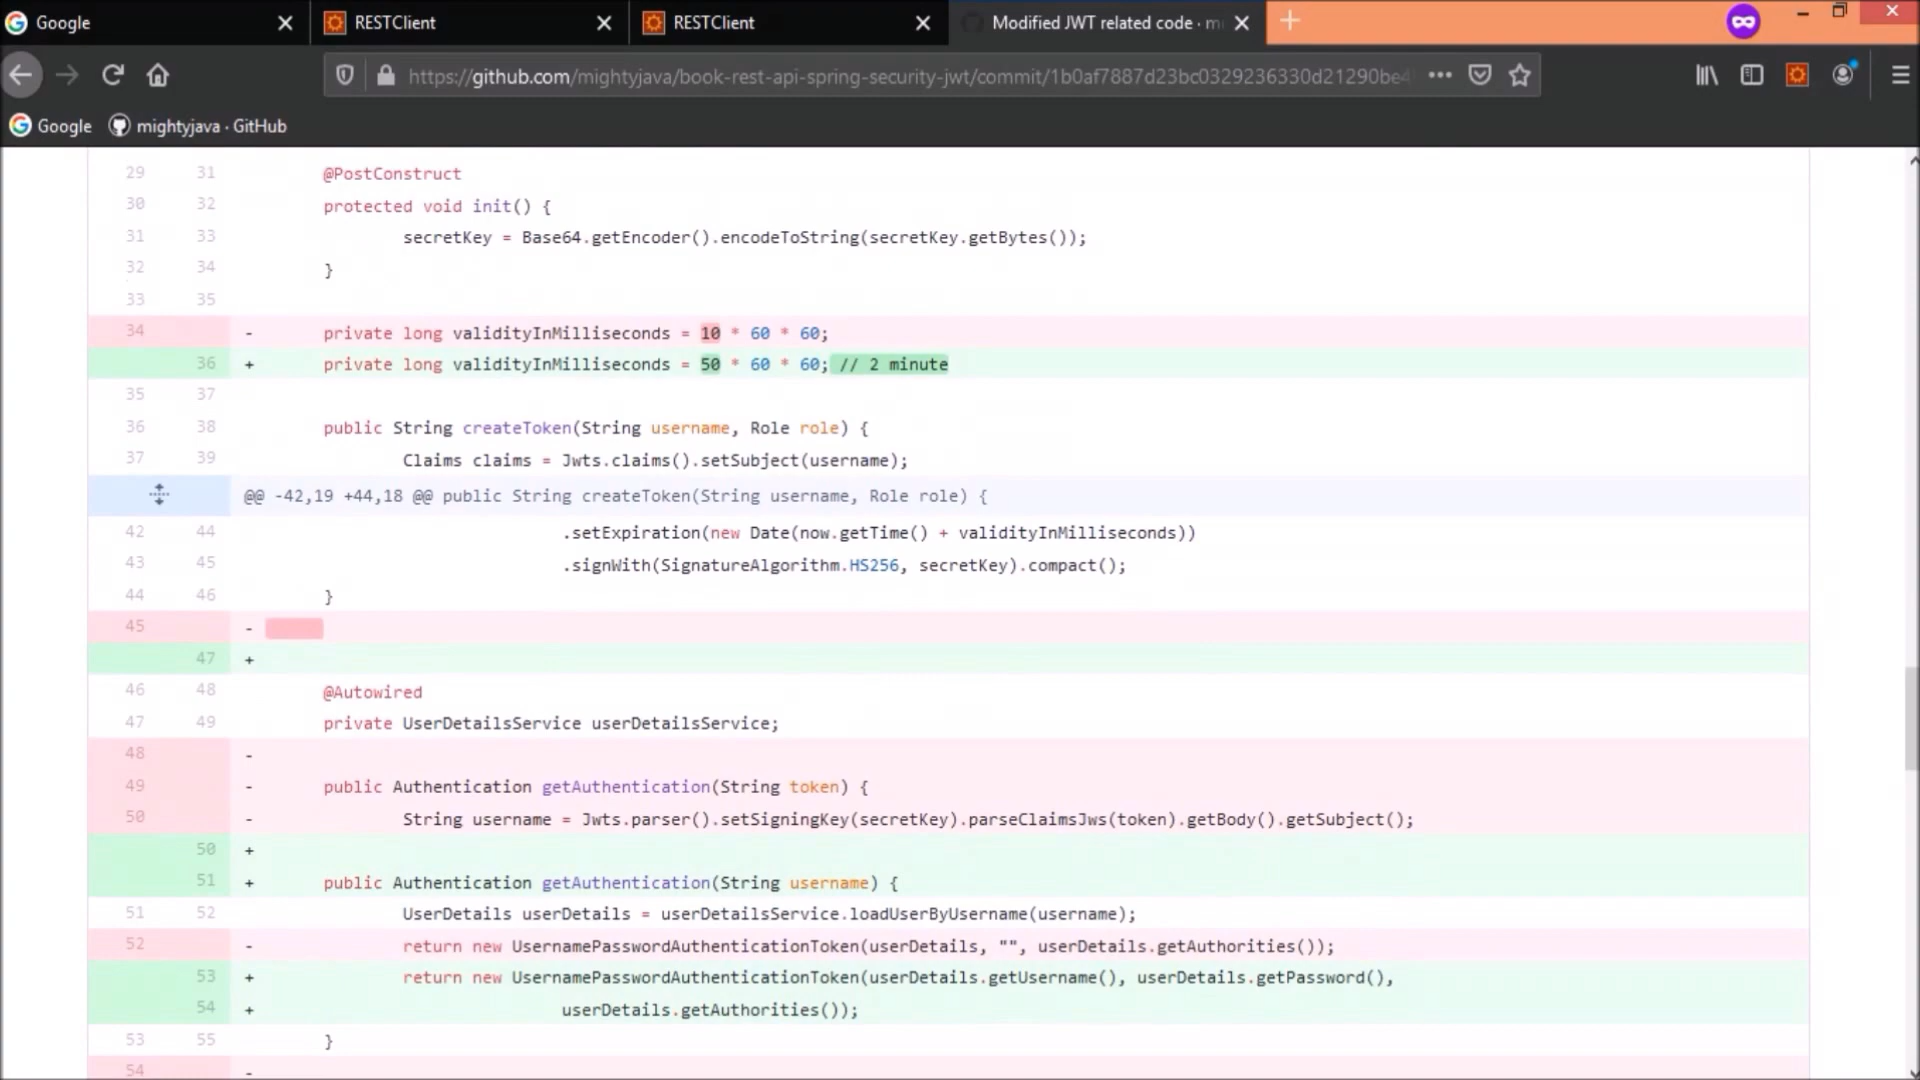 Google
RESTClient
RESTClient
Modified JWT related code · m
https://github.com/mightyjava/book-rest-api-spring-security-jwt/commit/1b0af7887d23bc0329236330d21290be4
Google
mightyjava · GitHub
29 31 @PostConstruct
30 32 protected void init() {
31 33 secretKey = Base64.getEncoder().encodeToString(secretKey.getBytes());
32 34 }
33 35
34 - private long validityInMilliseconds = 10 * 60 * 60;
36 + private long validityInMilliseconds = 50 * 60 * 60; // 2 minute
35 37
36 38 public String createToken(String username, Role role) {
37 39 Claims claims = Jwts.claims().setSubject(username);
@@ -42,19 +44,18 @@ public String createToken(String username, Role role) {
42 44 .setExpiration(new Date(now.getTime() + validityInMilliseconds))
43 45 .signWith(SignatureAlgorithm.HS256, secretKey).compact();
44 46 }
45 -
47 +
46 48 @Autowired
47 49 private UserDetailsService userDetailsService;
48 -
49 - public Authentication getAuthentication(String token) {
50 - String username = Jwts.parser().setSigningKey(secretKey).parseClaimsJws(token).getBody().getSubject();
50 +
51 + public Authentication getAuthentication(String username) {
51 52 UserDetails userDetails = userDetailsService.loadUserByUsername(username);
52 - return new UsernamePasswordAuthenticationToken(userDetails, "", userDetails.getAuthorities());
53 + return new UsernamePasswordAuthenticationToken(userDetails.getUsername(), userDetails.getPassword(),
54 + userDetails.getAuthorities());
53 55 }
54 -